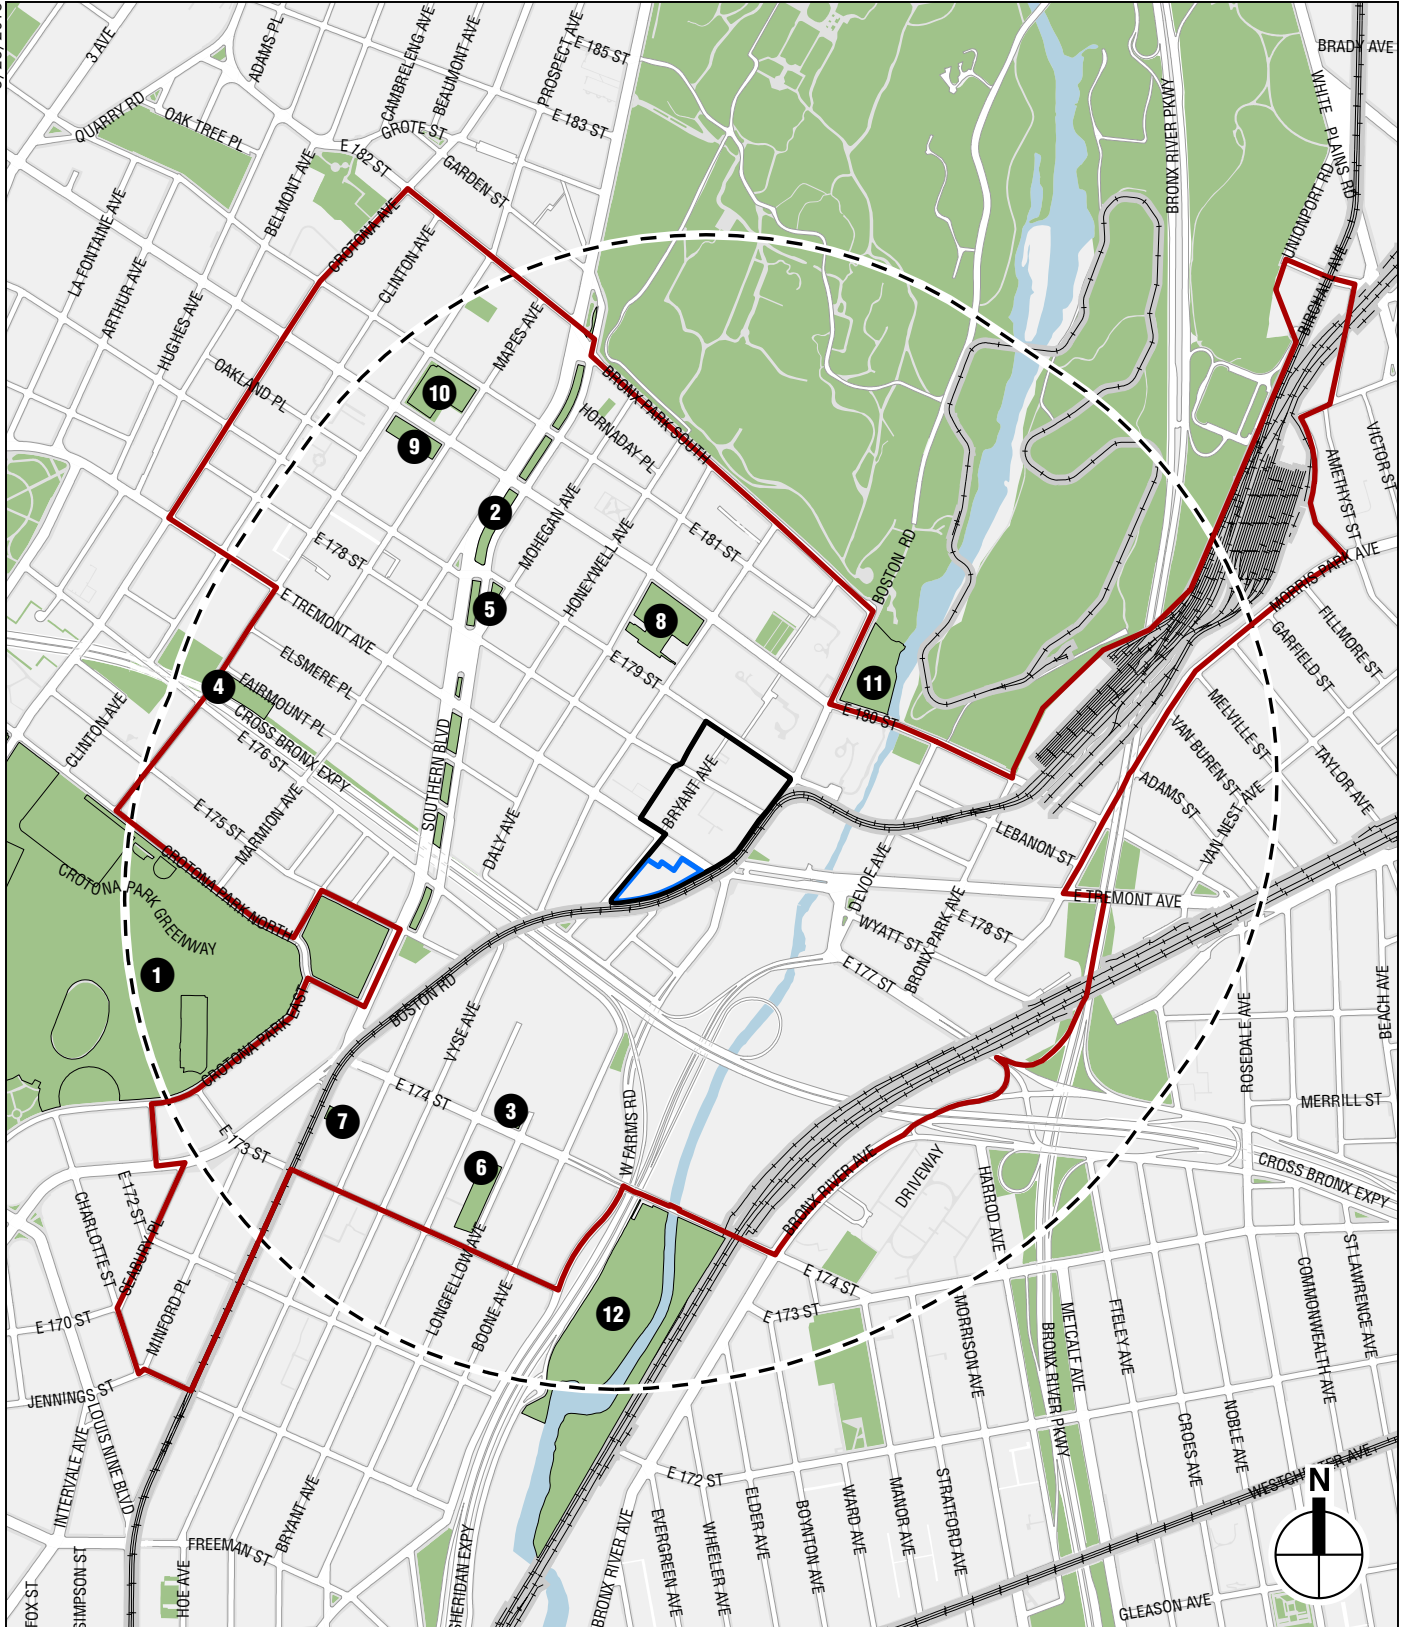 3 AVE
ADAMS PL
CAMBRELENG AVE
BEAUMONT AVE
PROSPECT AVE
E 185 ST
BRADY AVE
QUARRY RD
OAK TREE PL
GROTE ST
E 183 ST
E 182 ST
GARDEN ST
BRONX RIVER PKWY
WHITE PLAINS RD
UNIONPORT RD
BELMONT AVE
LA FONTAINE AVE
ARTHUR AVE
HUGHES AVE
CROTONA AVE
CLINTON AVE
BIRCHALL AVE
MAPES AVE
OAKLAND PL
10
9
BRONX PARK SOUTH
HORNADAY PL
VICTOR ST
AMETHYST ST
2
MOHEGAN AVE
HONEYWELL AVE
E 181 ST
E 178 ST
BOSTON RD
MORRIS PARK AVE
E TREMONT AVE
5
8
FILLMORE ST
GARFIELD ST
ELSMERE PL
E 179 ST
4
FAIRMOUNT PL
11
E 180 ST
CLINTON AVE
CROSS BRONX EXPY
E 176 ST
MELVILLE ST
VAN BUREN ST
TAYLOR AVE
SOUTHERN BLVD
BRYANT AVE
ADAMS ST
VAN NEST AVE
E 175 ST
MARMION AVE
DALY AVE
LEBANON ST
CROTONA PARK NORTH
CROTONA PARK GREENWAY
DEVOE AVE
E TREMONT AVE
BRONX PARK AVE
WYATT ST
E 178 ST
E 177 ST
1
BOSTON RD
CROTONA PARK EAST
VYSE AVE
ROSEDALE AVE
BEACH AVE
E 174 ST
3
7
W FARMS RD
MERRILL ST
E 173 ST
6
BRONX RIVER AVE
DRIVEWAY
HARROD AVE
CROSS BRONX EXPY
E 172 ST
CHARLOTTE ST
SEABURY PL
MINFORD PL
LONGFELLOW AVE
BOONE AVE
12
E 174 ST
E 173 ST
E 170 ST
ST LAWRENCE AVE
COMMONWEALTH AVE
MORRISON AVE
METCALF AVE
FTELEY AVE
BRONX RIVER PKWY
JENNINGS ST
LOUIS NINE BLVD
INTERVALE AVE
NOBLE AVE
CROES AVE
WESTCHESTER AVE
E 172 ST
BRYANT AVE
FREEMAN ST
STRATFORD AVE
MANOR AVE
WARD AVE
BOYNTON AVE
ELDER AVE
WHEELER AVE
EVERGREEN AVE
BRONX RIVER AVE
SHERIDAN EXPY
N
HOE AVE
SIMPSON ST
FOX ST
GLEASON AVE